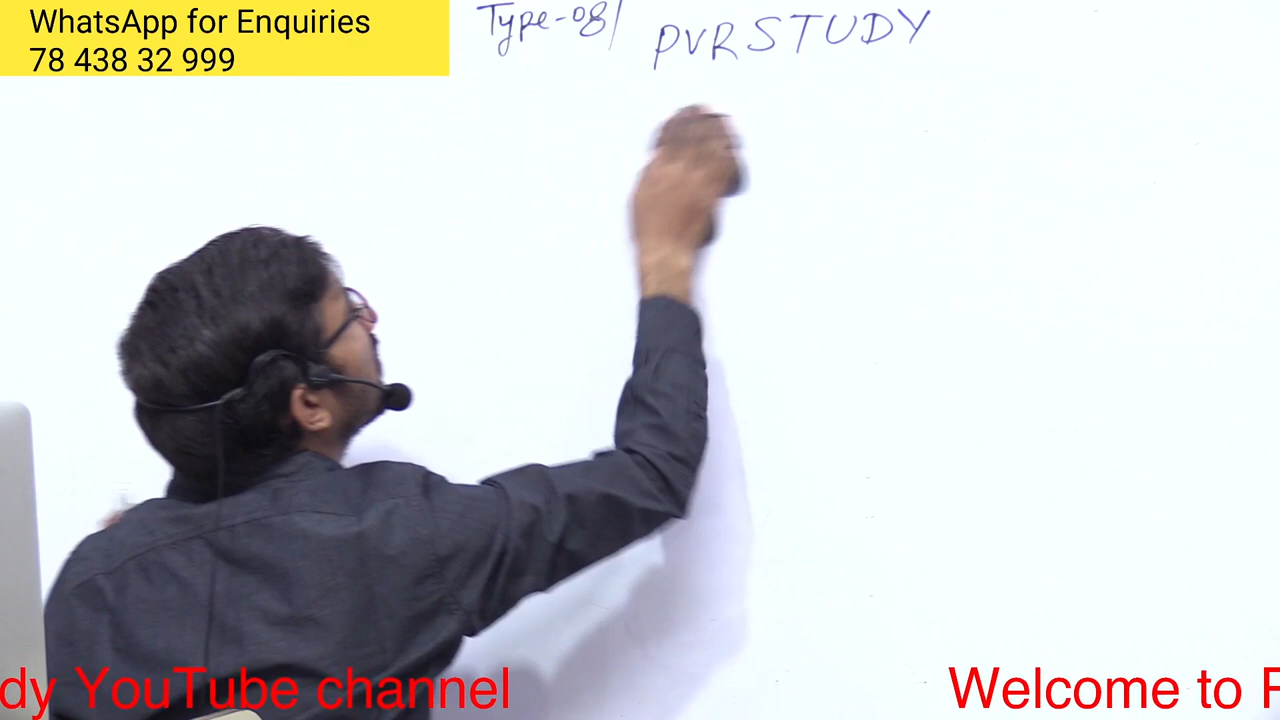 WhatsApp for Enquiries
78 438 32 999
Type-08/ PVRSTUDY
dy YouTube channel
Welcome to